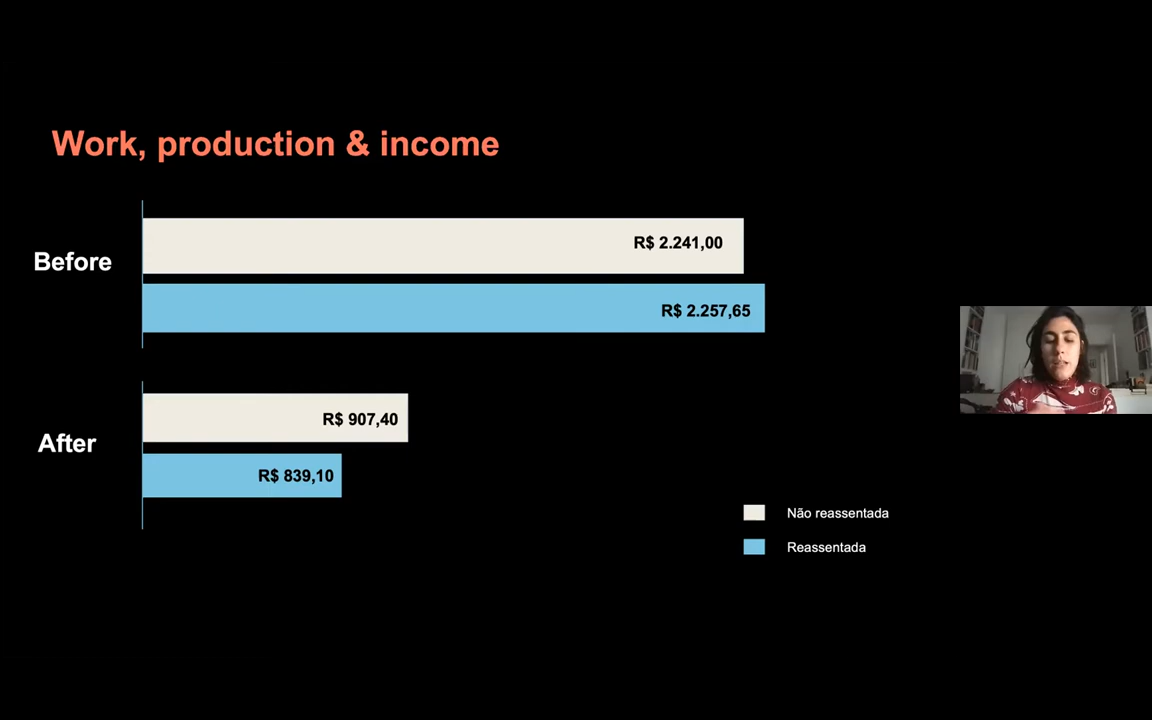 Work, production & income
Before
R$ 2.241,00
R$ 2.257,65
After
R$ 907,40
R$ 839,10
Não reassentada
Reassentada